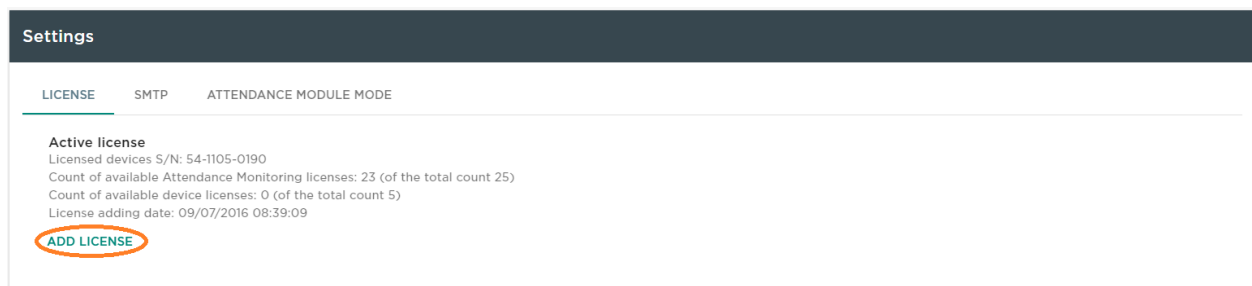 Settings
LICENSE SMTP ATTENDANCE MODULE MODE
Active license
Licensed devices S/N: 54-1105-0190
Count of available Attendance Monitoring licenses: 23 (of the total count 25)
Count of available device licenses: 0 (of the total count 5)
License adding date: 09/07/2016 08:39:09
ADD LICENSE